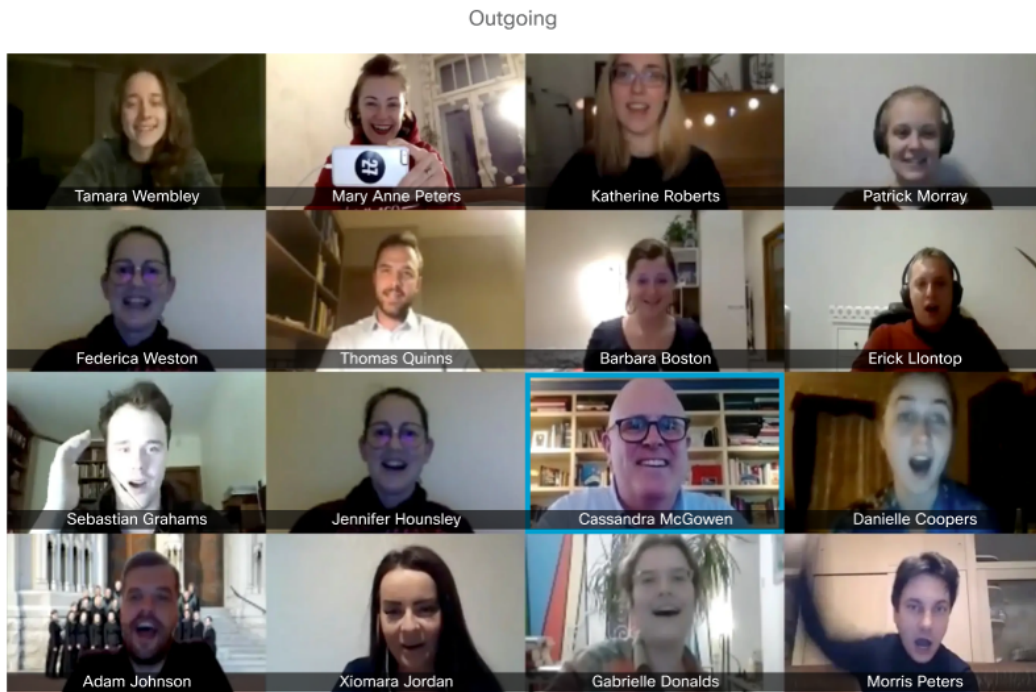 Outgoing
Tamara Wembley
Mary Anne Peters
Katherine Roberts
Patrick Morray
27
Federica Weston
Thomas Quinns
Barbara Boston
Erick Llontop
Sebastian Grahams
Jennifer Hounsley
Cassandra McGowen
Danielle Coopers
Adam Johnson
Xiomara Jordan
Gabrielle Donalds
Morris Peters